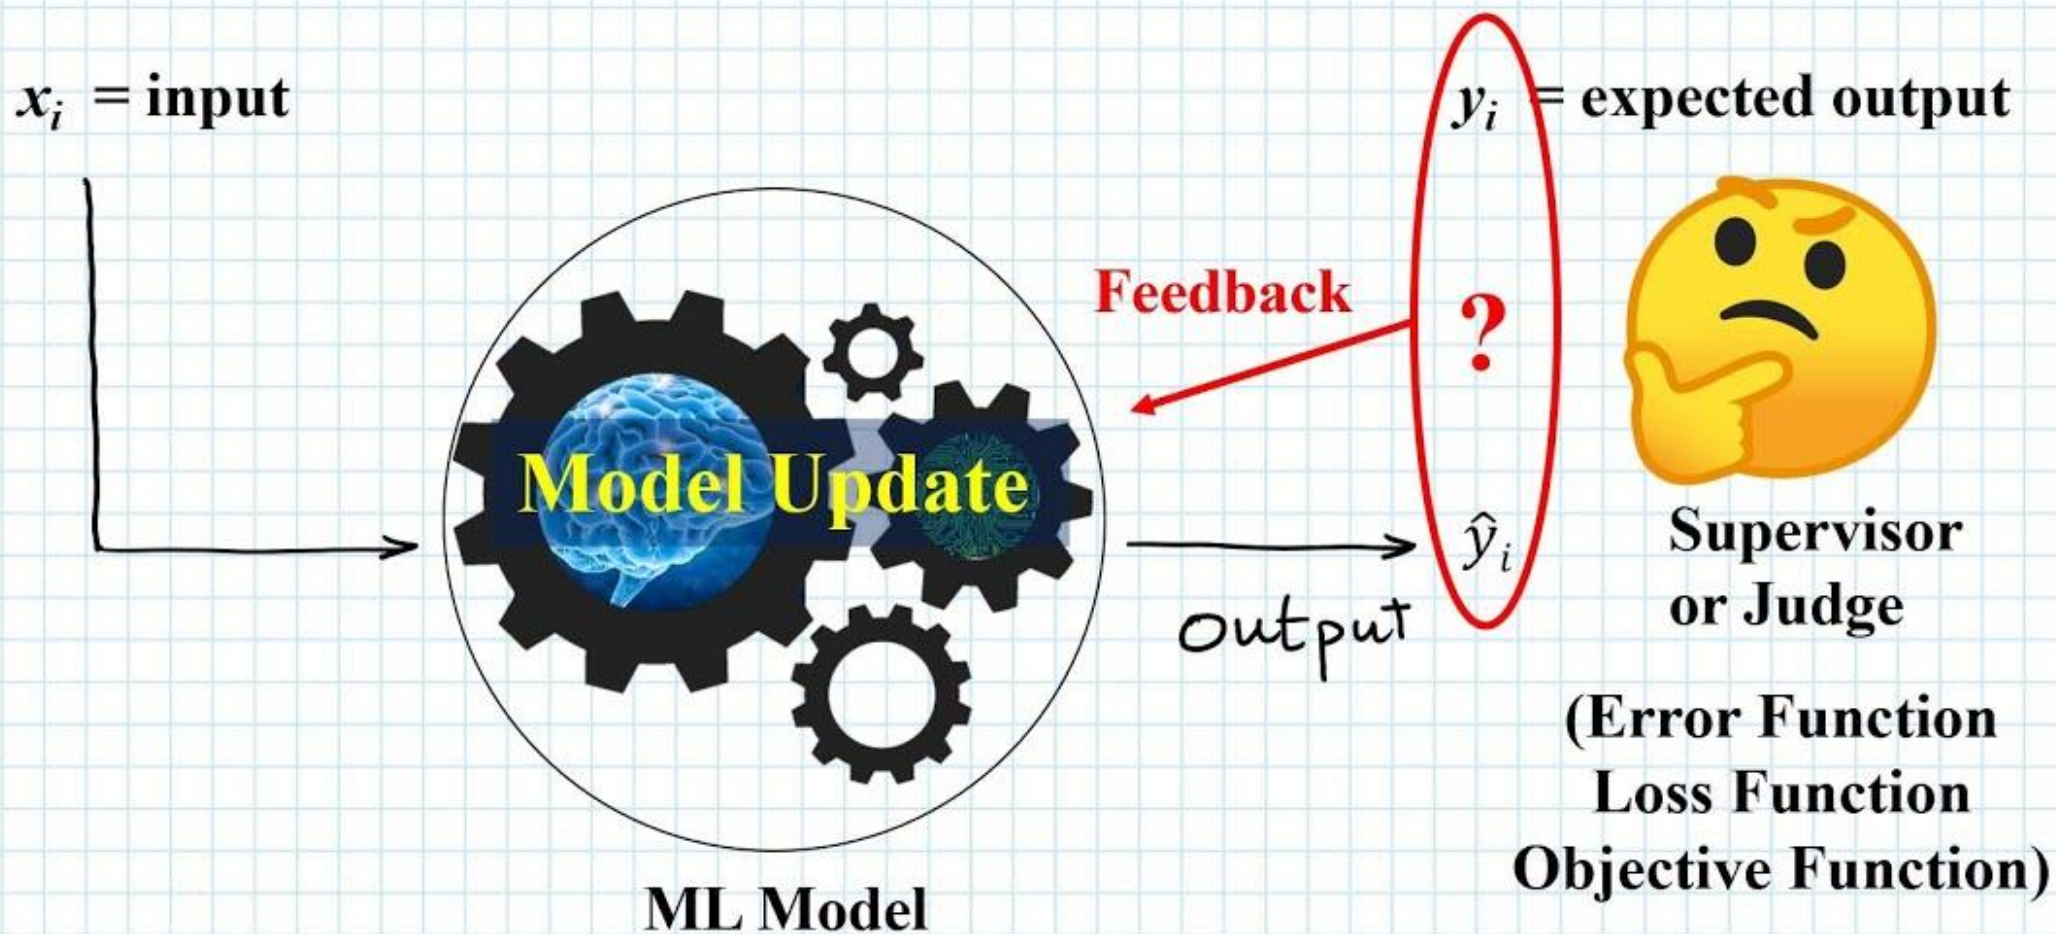 xᵢ = input
yᵢ = expected output
Feedback
?
Model Update
ŷᵢ
output
Supervisor
or Judge
(Error Function
Loss Function
Objective Function)
ML Model